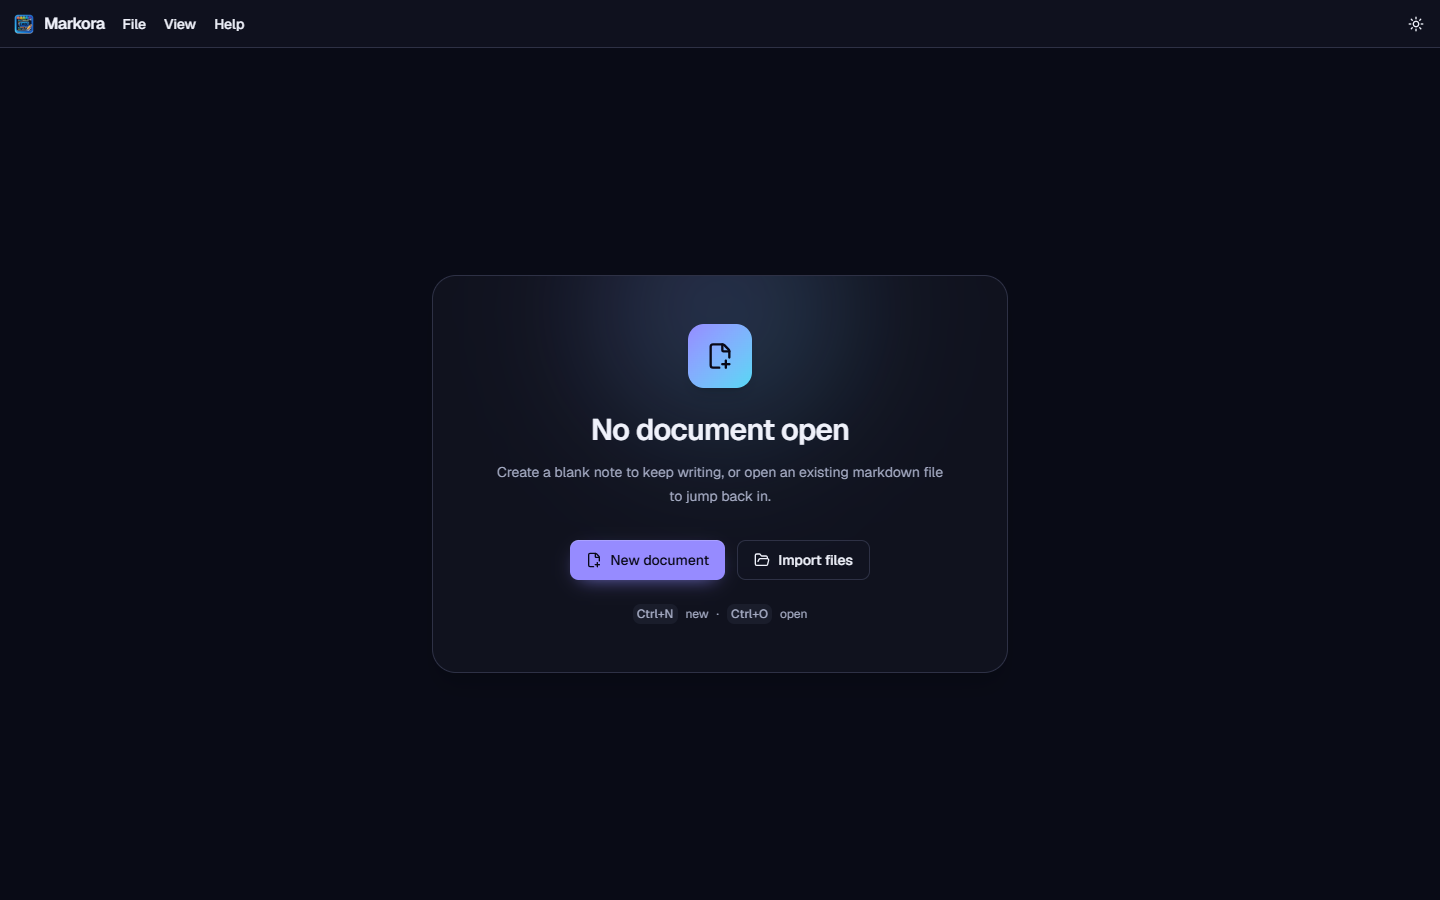 Markora File View Help
No document open
Create a blank note to keep writing, or open an existing markdown file
to jump back in.
New document Import files
Ctrl+N new · Ctrl+O open